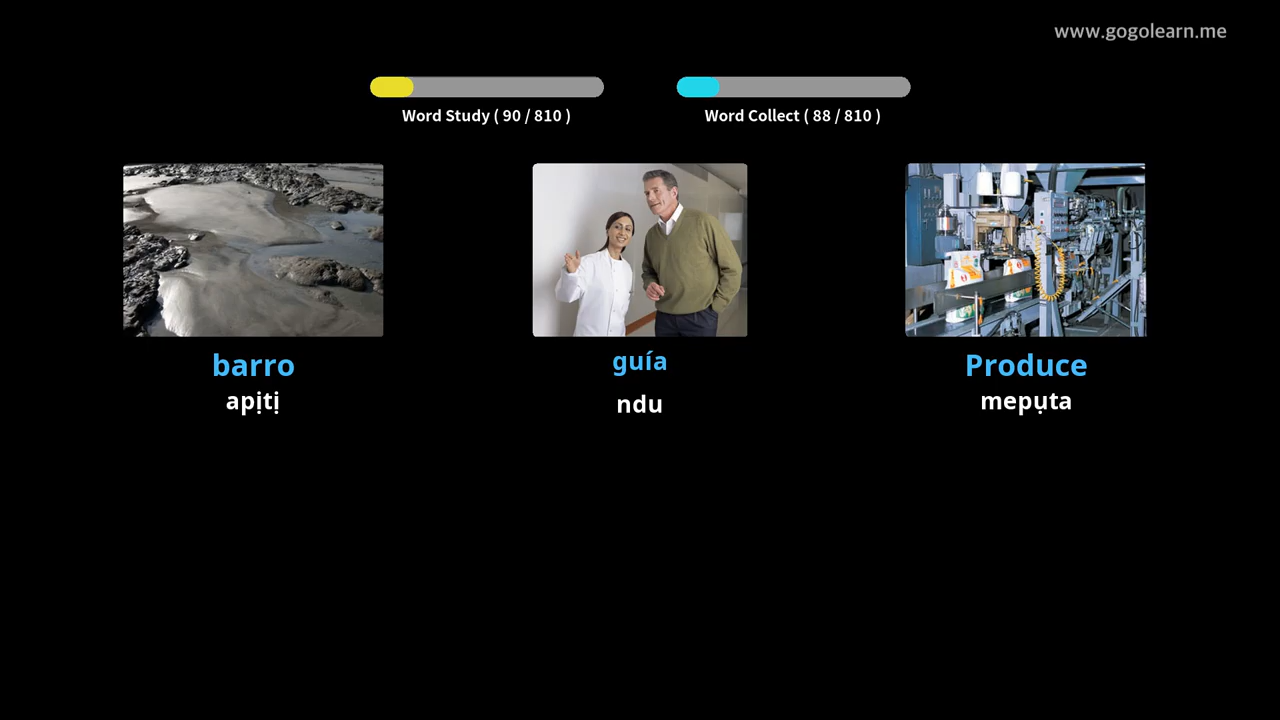 www.gogolearn.me
Word Study ( 90 / 810 )
Word Collect ( 88 / 810 )
barro
apịtị
guía
ndu
Produce
mepụta